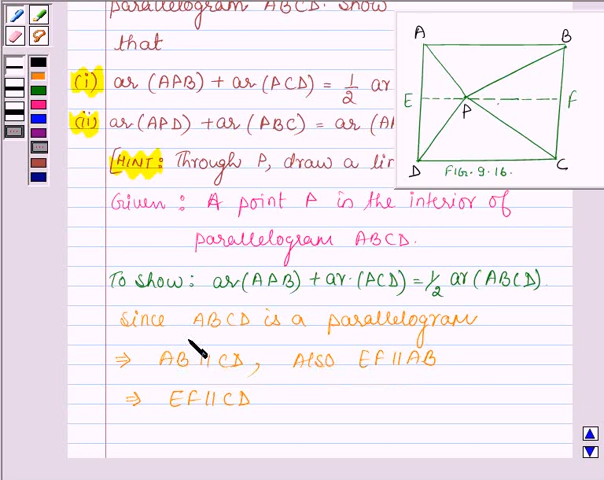 parallelogram ABCD. Show
that
(i) ar (APB) + ar (PCD) = 1/2 ar
(ii) ar (APD) + ar (PBC) = ar (A
[HINT: Through P, draw a lin
Given: A point P in the interior of
parallelogram ABCD.
To show: ar (APB) + ar. (PCD) = 1/2 ar (ABCD).
Since ABCD is a parallelogram
⇒ AB || CD, Also EF || AB
⇒ EF || CD
A
B
E
P
F
D
C
FIG. 9.16.